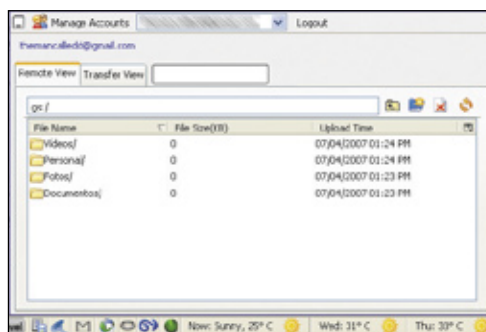 Manage Accounts Logout
themancalledd@gmail.com
Remote View Transfer View
gs:/
File Name File Size(KB) Upload Time
Videos/ 0 07/04/2007 01:24 PM
Personal/ 0 07/04/2007 01:24 PM
Fotos/ 0 07/04/2007 01:23 PM
Documentos/ 0 07/04/2007 01:23 PM
Now: Sunny, 25° C Wed: 31° C Thu: 33° C